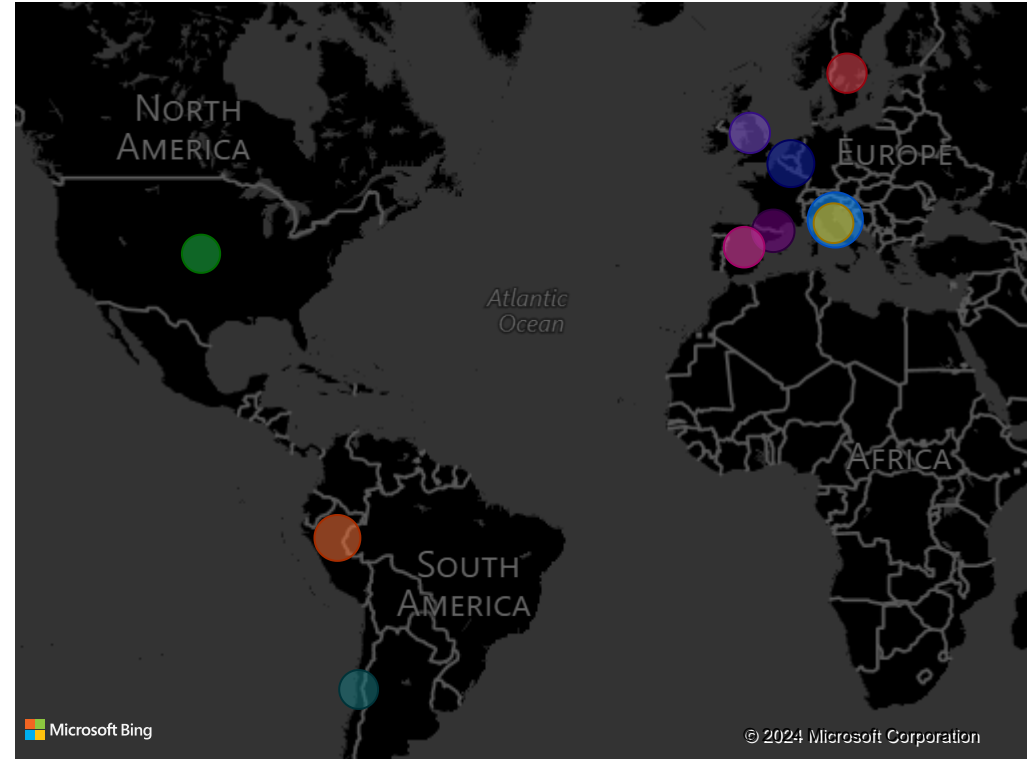 NORTH
AMERICA
EUROPE
Atlantic
Ocean
AFRICA
SOUTH
AMERICA
Microsoft Bing
© 2024 Microsoft Corporation